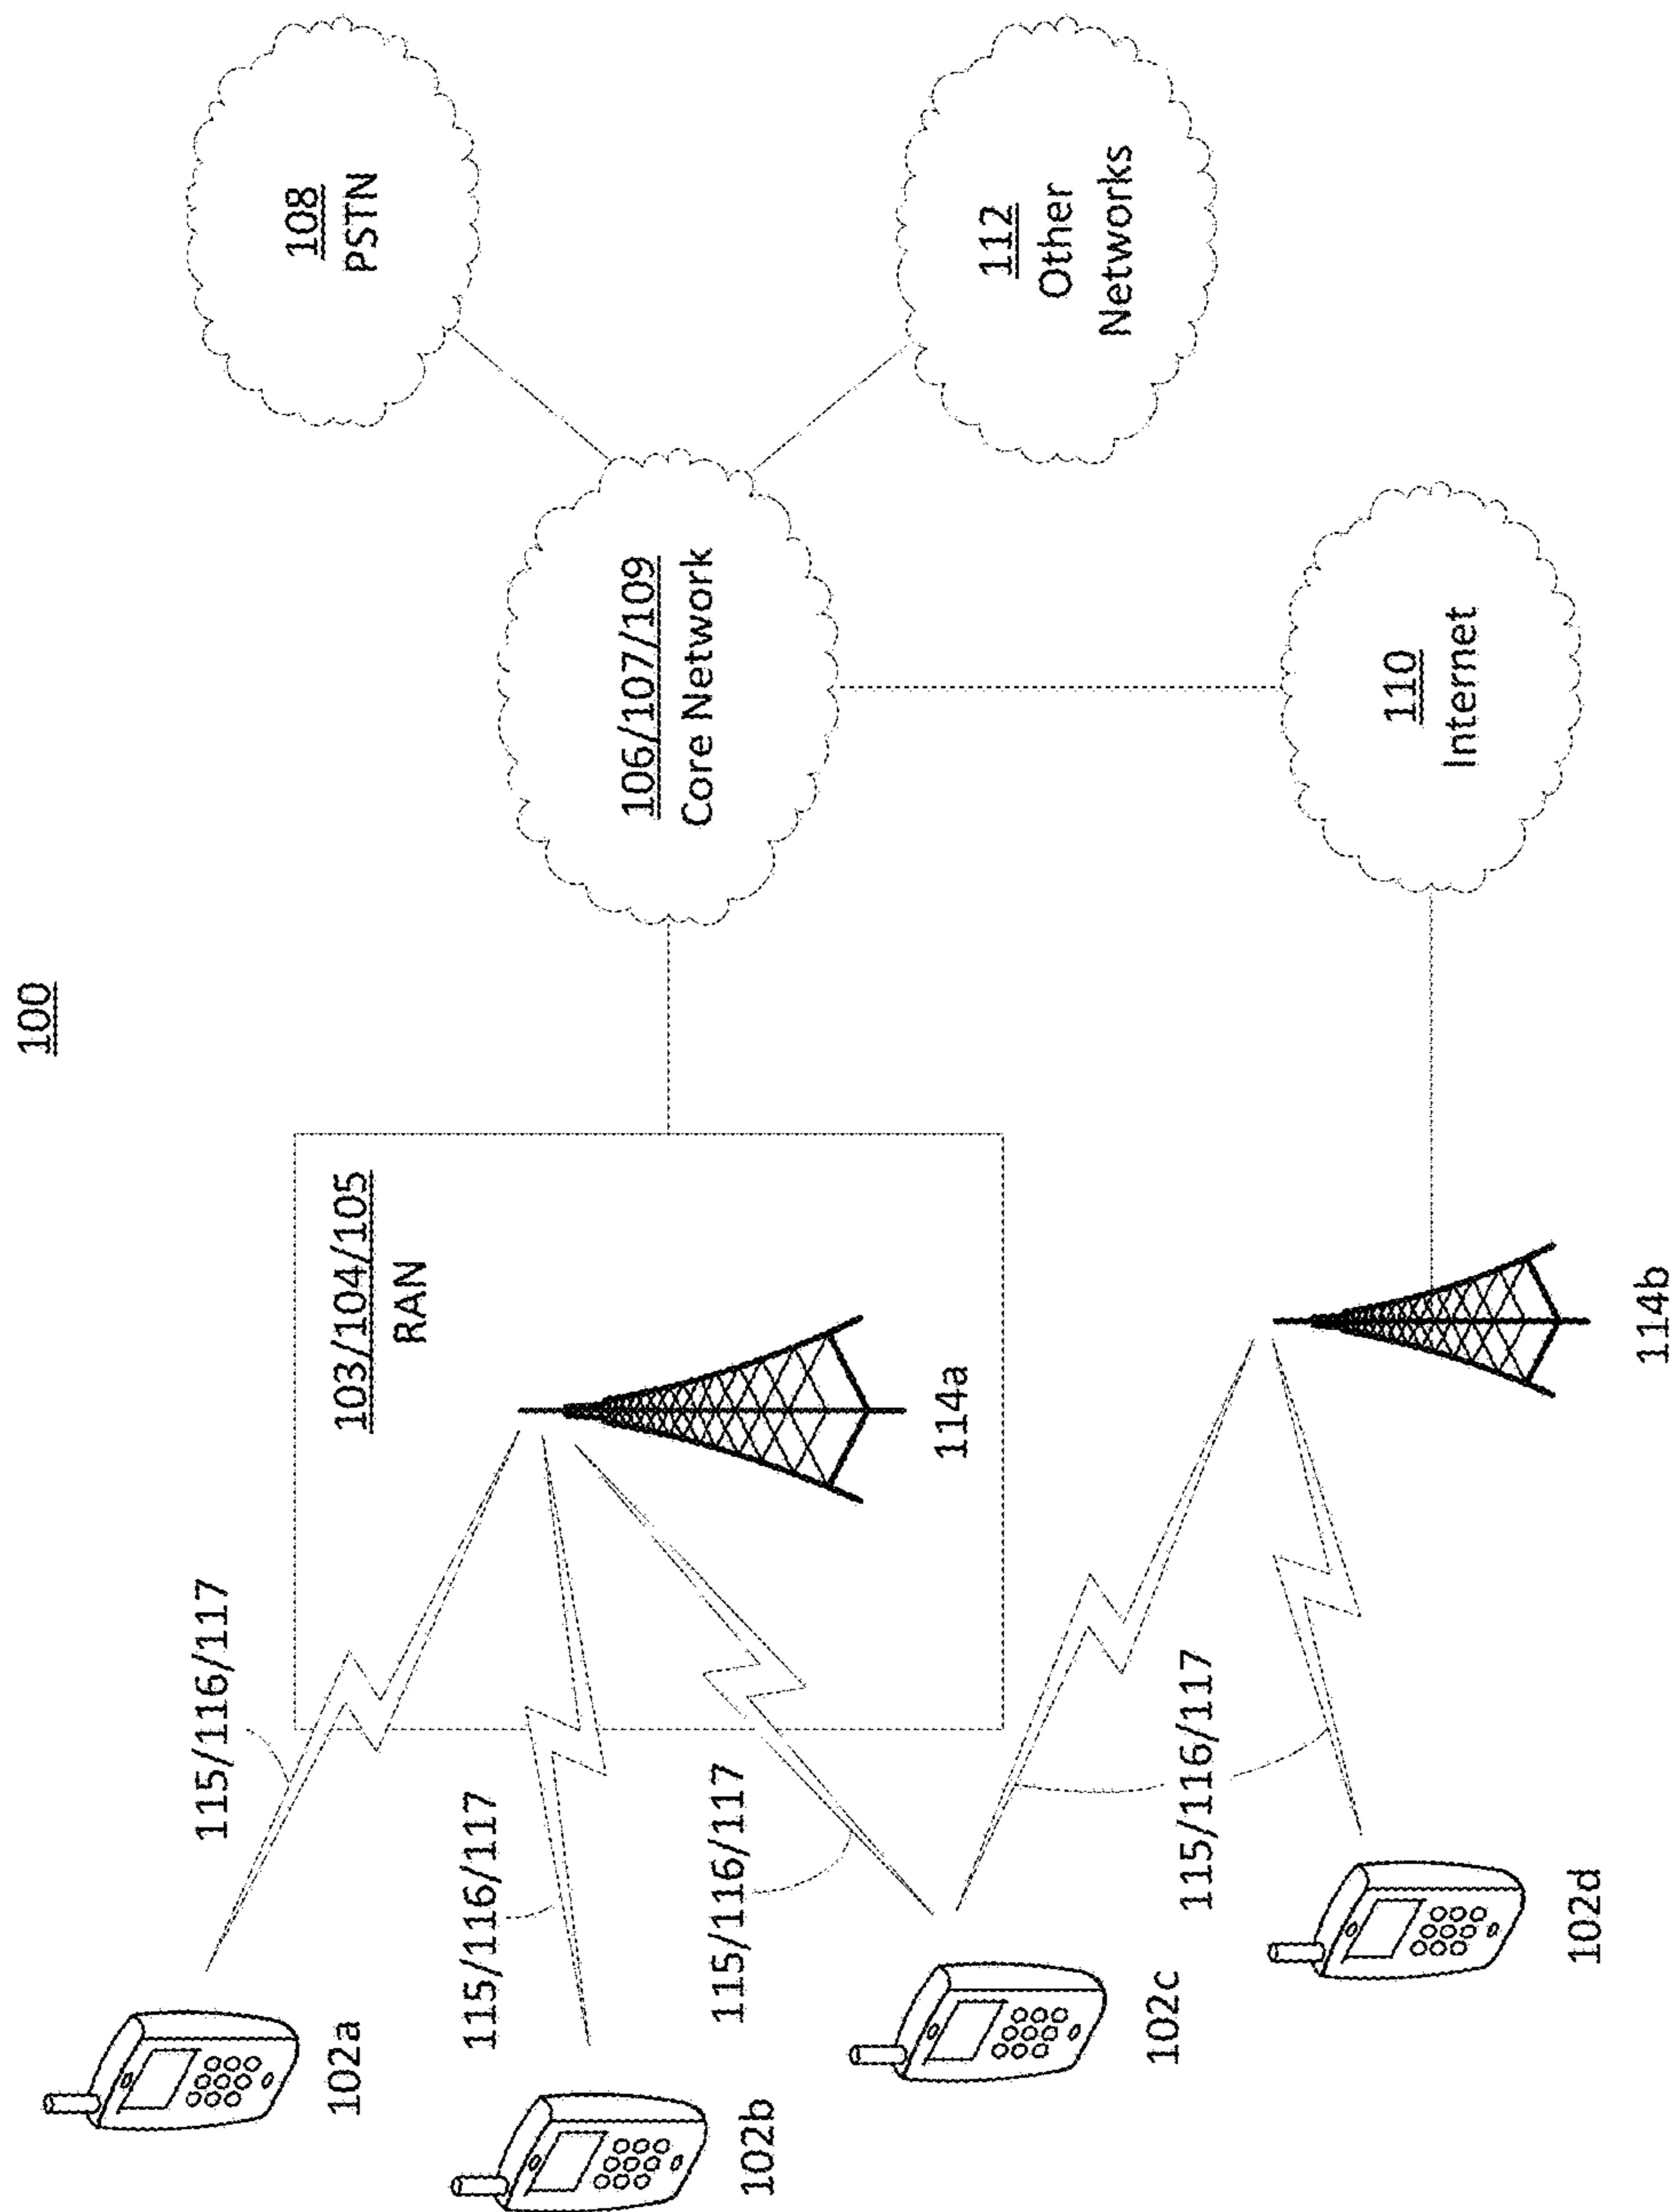 100
102a
115/116/117
103/104/105
RAN
114a
102b
115/116/117
115/116/117
102c
106/107/109
Core Network
108
PSTN
112
Other
Networks
110
Internet
115/116/117
102d
114b